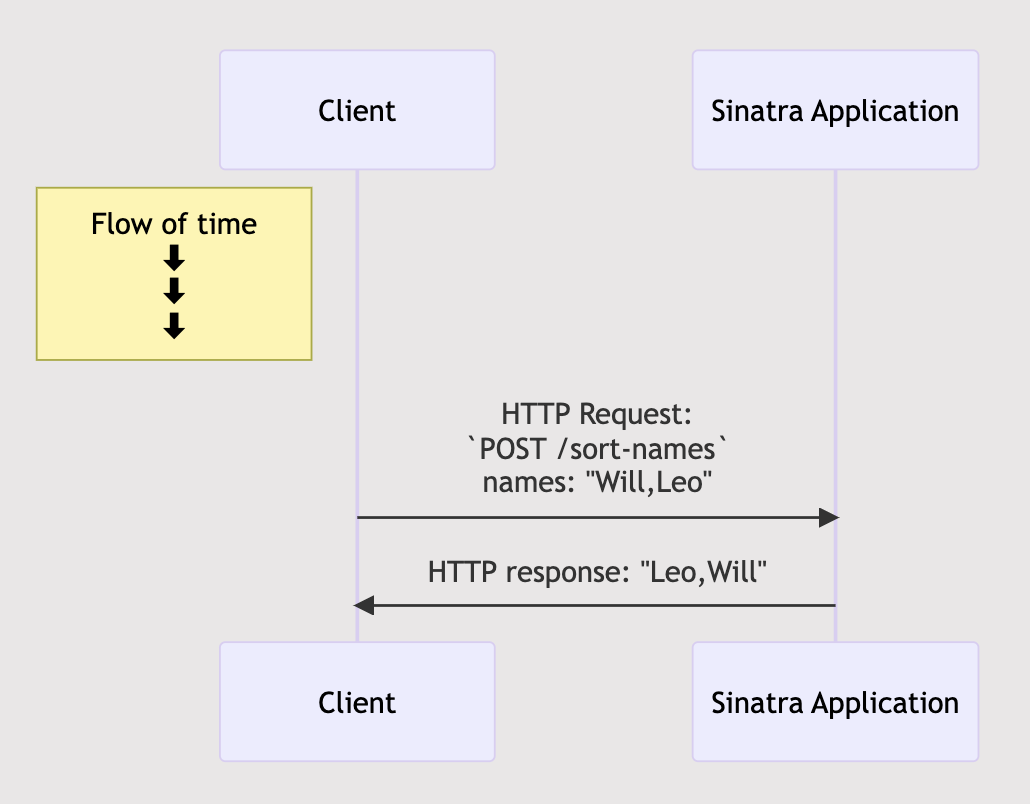 Client
Sinatra Application
Flow of time
⬇
⬇
⬇
HTTP Request:
`POST /sort-names`
names: "Will,Leo"
HTTP response: "Leo,Will"
Client
Sinatra Application